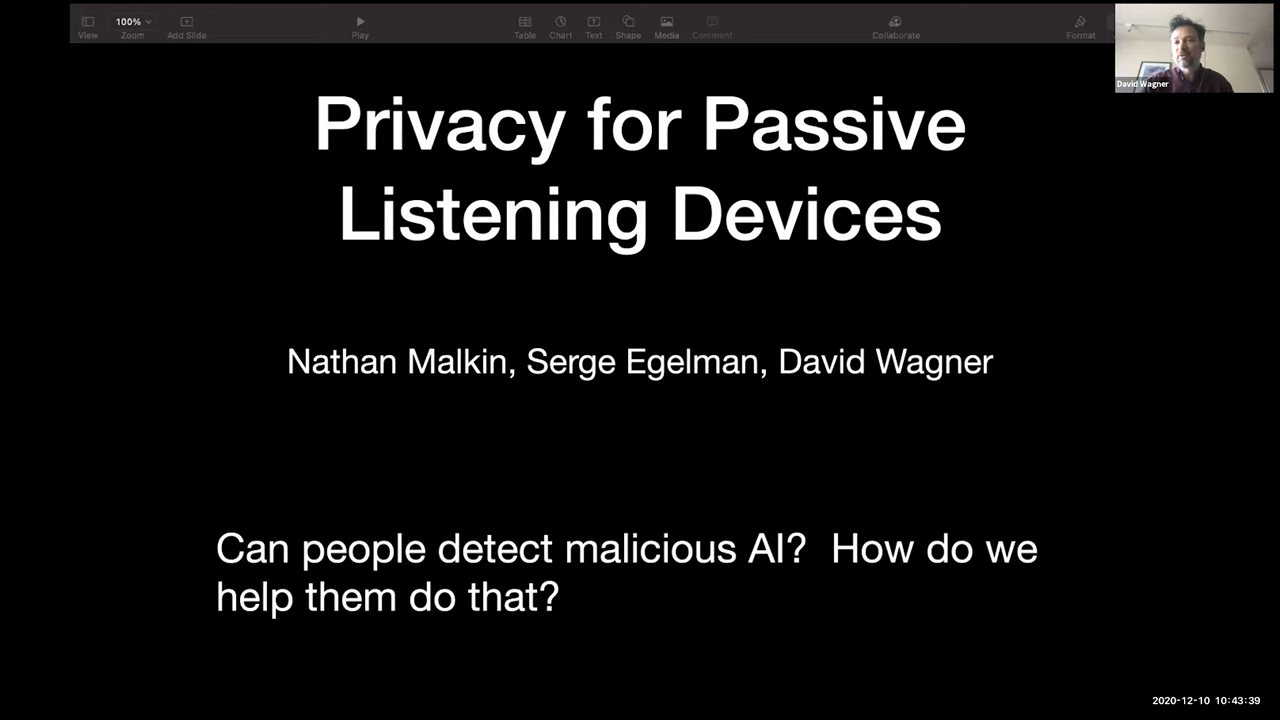 100%
View
Zoom
Add Slide
Play
Table
Chart
Text
Shape
Media
Comment
Collaborate
Format
David Wagner
Privacy for Passive
Listening Devices
Nathan Malkin, Serge Egelman, David Wagner
Can people detect malicious AI?  How do we
help them do that?
2020-12-10 10:43:39